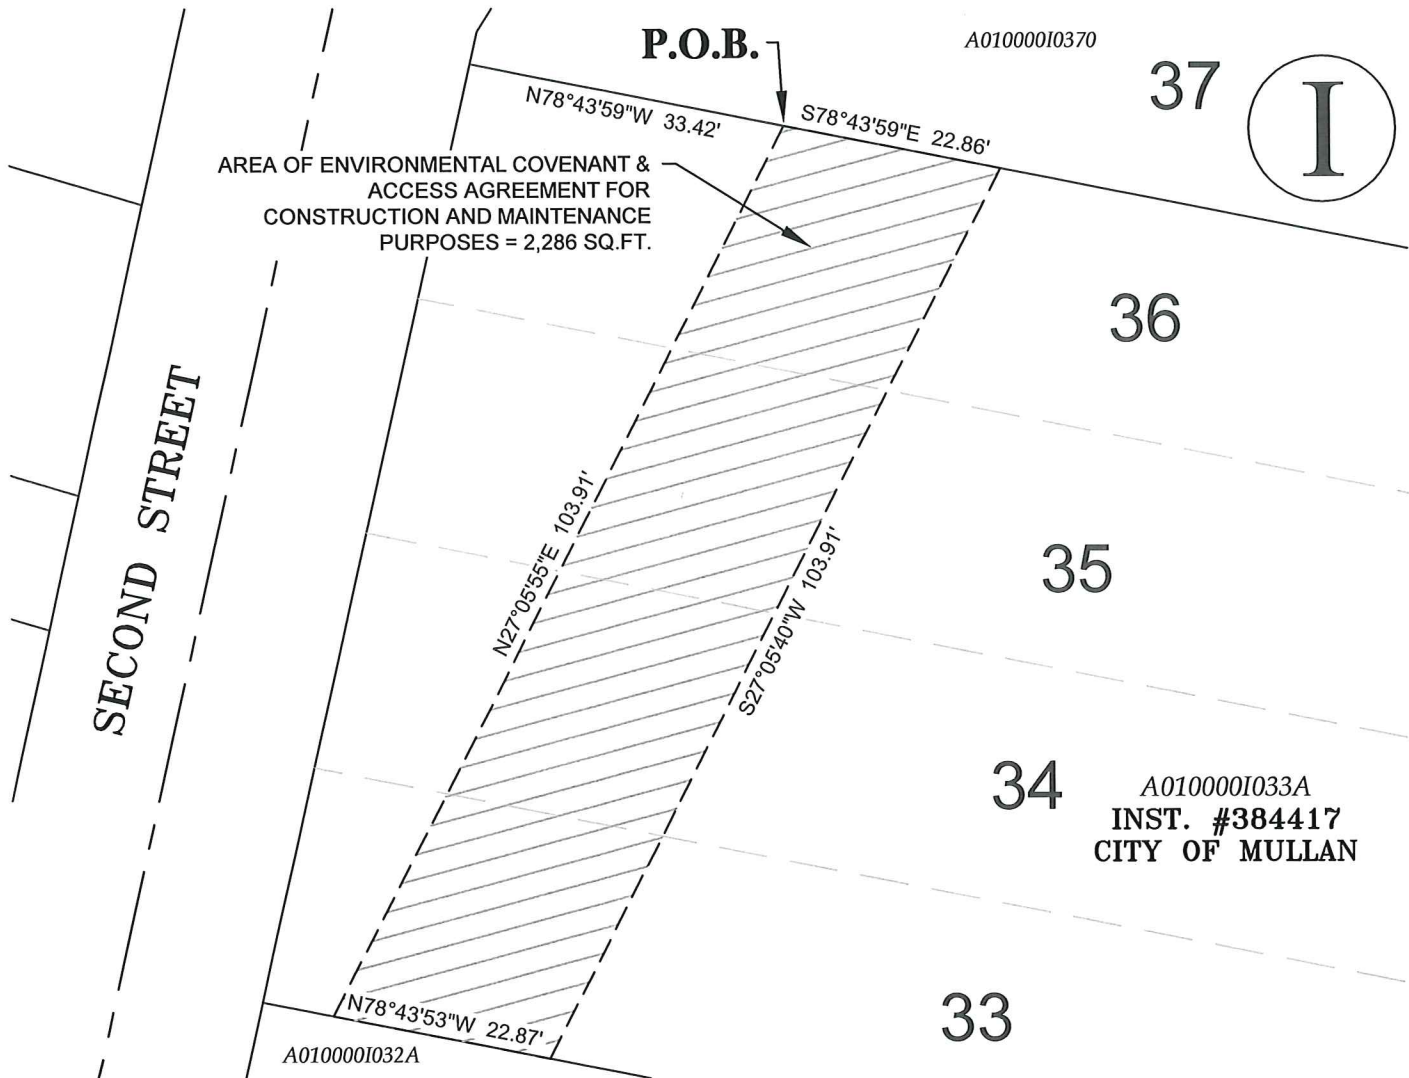 P.O.B.
A010000I0370
37
I
N78°43'59"W 33.42'
S78°43'59"E 22.86'
AREA OF ENVIRONMENTAL COVENANT &
ACCESS AGREEMENT FOR
CONSTRUCTION AND MAINTENANCE
PURPOSES = 2,286 SQ.FT.
36
SECOND STREET
N27°05'55"E 103.91'
S27°05'40"W 103.91'
35
34
A010000I033A
INST. #384417
CITY OF MULLAN
33
N78°43'53"W 22.87'
A010000I032A